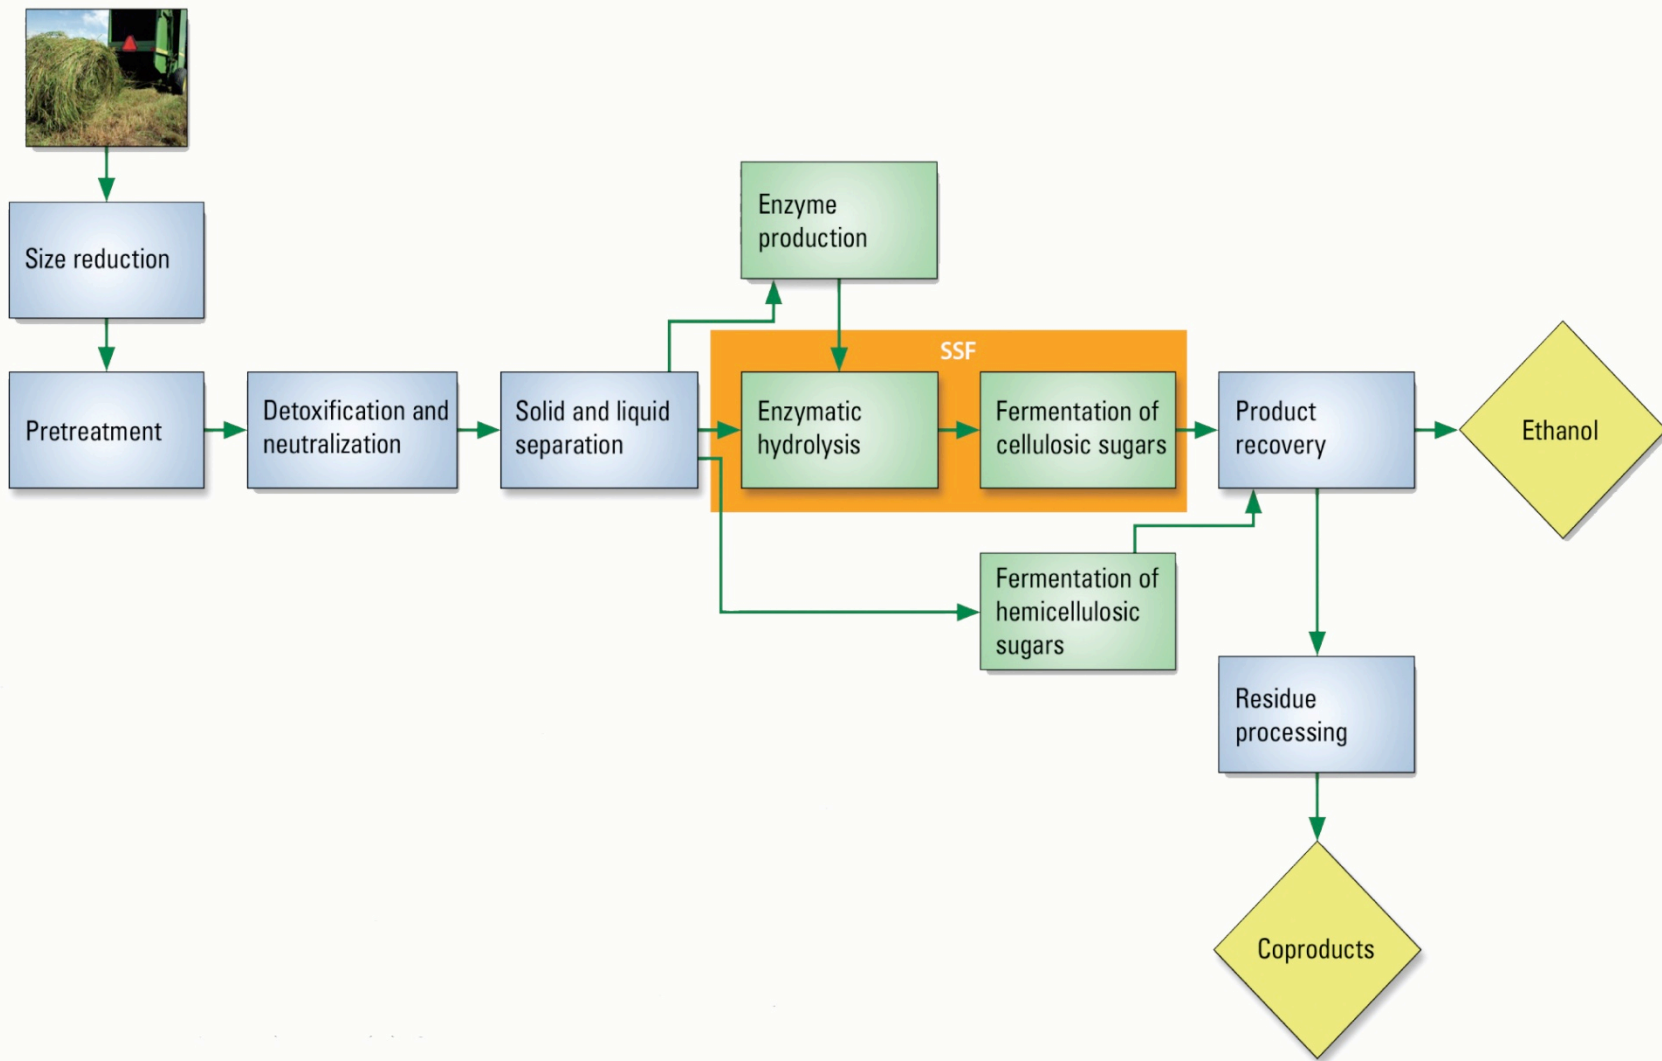 Size reduction
Pretreatment
Detoxification and
neutralization
Solid and liquid
separation
Enzyme
production
SSF
Enzymatic
hydrolysis
Fermentation of
cellulosic sugars
Fermentation of
hemicellulosic
sugars
Product
recovery
Ethanol
Residue
processing
Coproducts